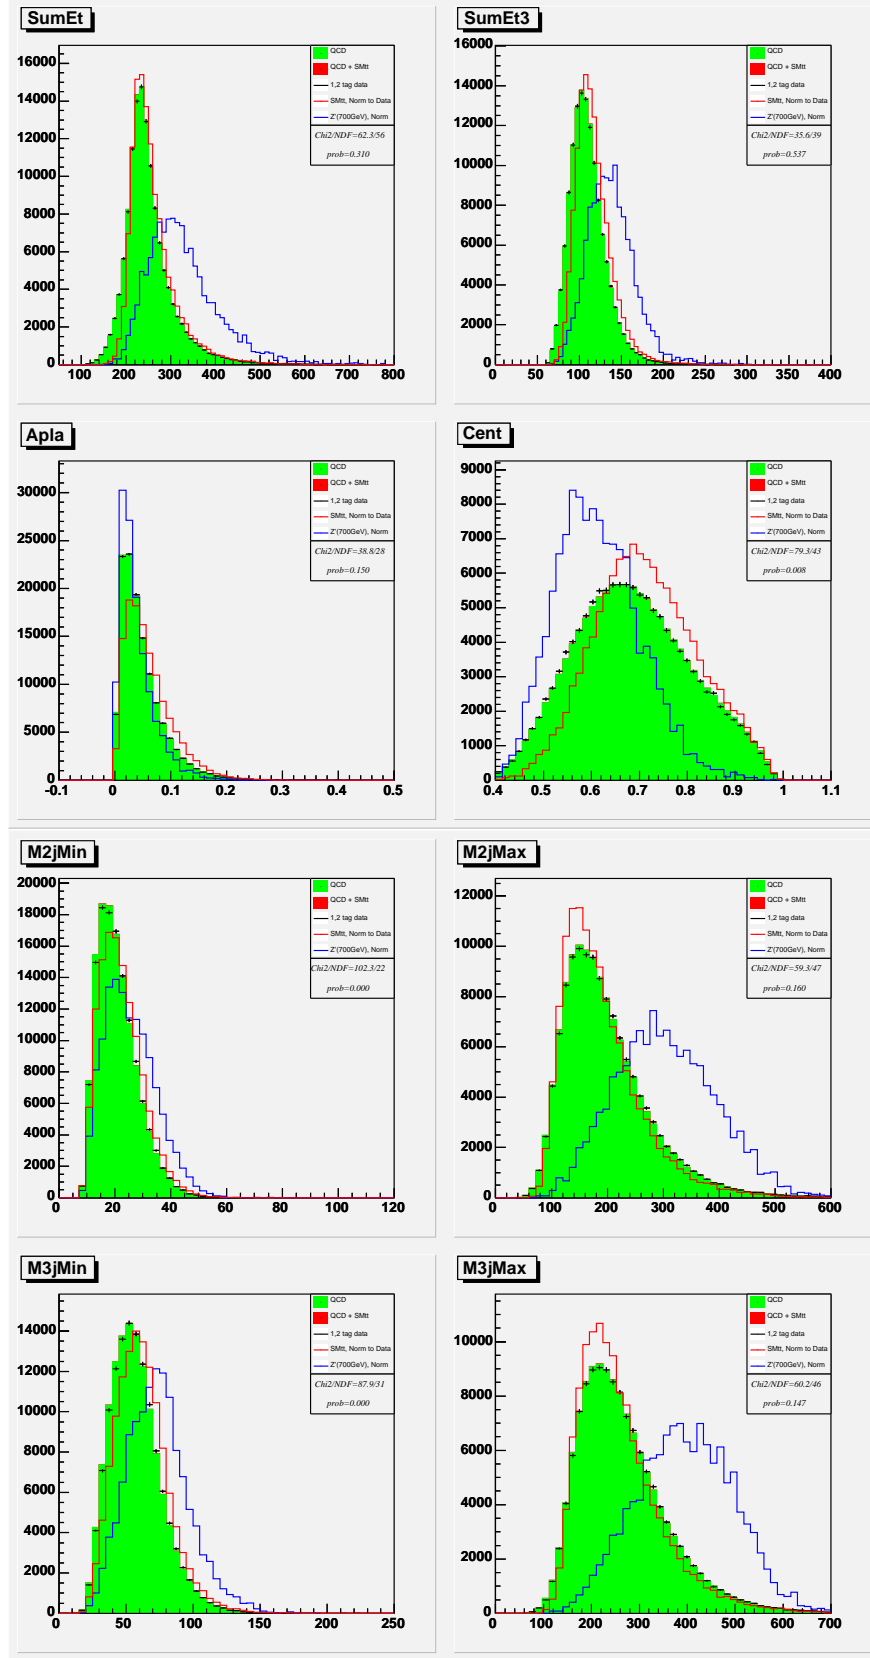 SumEt
16000
14000
12000
10000
8000
6000
4000
2000
0
100 200 300 400 500 600 700 800
QCD
QCD + SMtt
1,2 tag data
SMtt, Norm to Data
Z'(700GeV), Norm
Chi2/NDF=62.3/56
prob=0.310
SumEt3
16000
14000
12000
10000
8000
6000
4000
2000
0
0 50 100 150 200 250 300 350 400
QCD
QCD + SMtt
1,2 tag data
SMtt, Norm to Data
Z'(700GeV), Norm
Chi2/NDF=35.6/39
prob=0.537
Apla
30000
25000
20000
15000
10000
5000
0
-0.1 0 0.1 0.2 0.3 0.4 0.5
QCD
QCD + SMtt
1,2 tag data
SMtt, Norm to Data
Z'(700GeV), Norm
Chi2/NDF=38.8/28
prob=0.150
Cent
9000
8000
7000
6000
5000
4000
3000
2000
1000
0
0.4 0.5 0.6 0.7 0.8 0.9 1 1.1
QCD
QCD + SMtt
1,2 tag data
SMtt, Norm to Data
Z'(700GeV), Norm
Chi2/NDF=79.3/43
prob=0.008
M2jMin
20000
18000
16000
14000
12000
10000
8000
6000
4000
2000
0
0 20 40 60 80 100 120
QCD
QCD + SMtt
1,2 tag data
SMtt, Norm to Data
Z'(700GeV), Norm
Chi2/NDF=102.3/22
prob=0.000
M2jMax
12000
10000
8000
6000
4000
2000
0
0 100 200 300 400 500 600
QCD
QCD + SMtt
1,2 tag data
SMtt, Norm to Data
Z'(700GeV), Norm
Chi2/NDF=59.3/47
prob=0.160
M3jMin
14000
12000
10000
8000
6000
4000
2000
0
0 50 100 150 200 250
QCD
QCD + SMtt
1,2 tag data
SMtt, Norm to Data
Z'(700GeV), Norm
Chi2/NDF=87.9/31
prob=0.000
M3jMax
10000
8000
6000
4000
2000
0
0 100 200 300 400 500 600 700
QCD
QCD + SMtt
1,2 tag data
SMtt, Norm to Data
Z'(700GeV), Norm
Chi2/NDF=60.2/46
prob=0.147